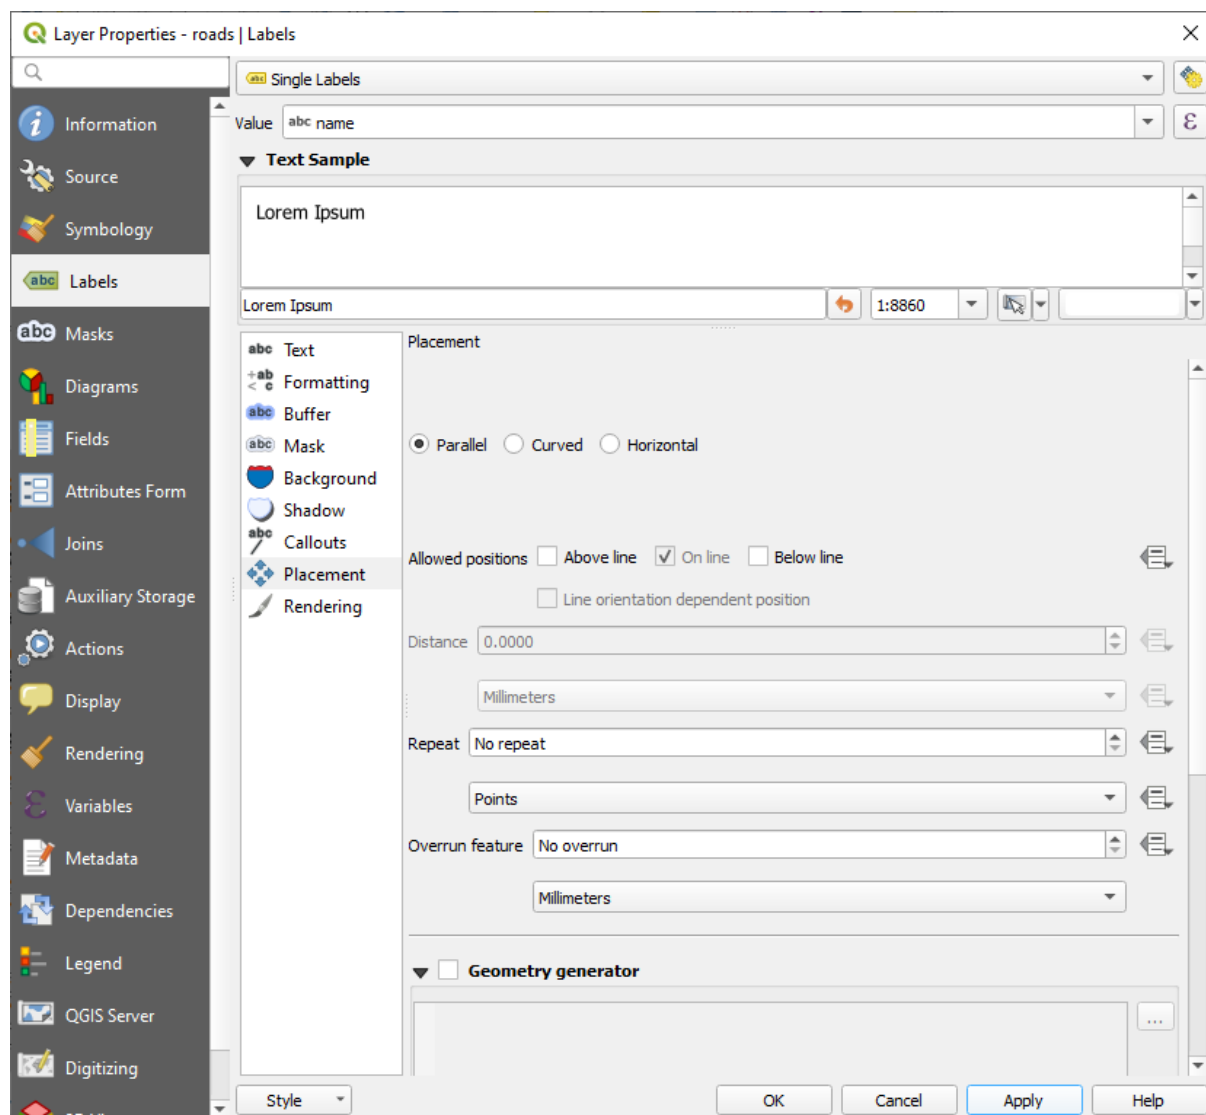 Layer Properties - roads | Labels
Single Labels
Value abc name
Text Sample
Lorem Ipsum
Lorem Ipsum
1:8860
Information
Source
Symbology
abc Labels
abc Masks
Diagrams
Fields
Attributes Form
Joins
Auxiliary Storage
Actions
Display
Rendering
Variables
Metadata
Dependencies
Legend
QGIS Server
Digitizing
abc Text
+ab < c Formatting
abc Buffer
abc Mask
Background
Shadow
abc Callouts
Placement
Rendering
Placement
Parallel Curved Horizontal
Allowed positions Above line On line Below line
Line orientation dependent position
Distance 0.0000
Millimeters
Repeat No repeat
Points
Overrun feature No overrun
Millimeters
Geometry generator
...
Style OK Cancel Apply Help